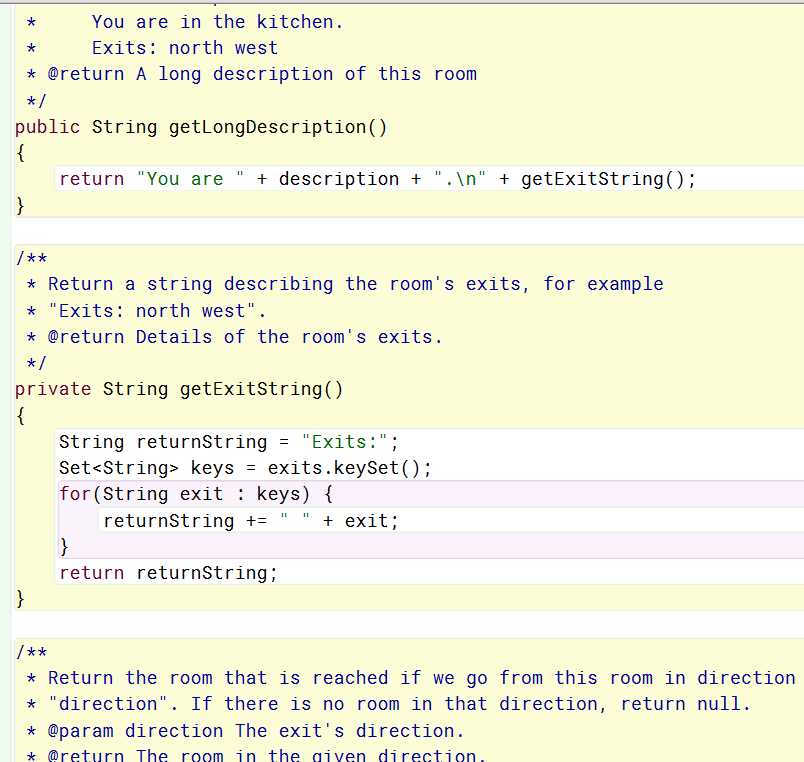 *     You are in the kitchen.
*     Exits: north west
* @return A long description of this room
*/
public String getLongDescription()
{
return "You are " + description + ".\n" + getExitString();
}
/**
* Return a string describing the room's exits, for example
* "Exits: north west".
* @return Details of the room's exits.
*/
private String getExitString()
{
String returnString = "Exits:";
Set<String> keys = exits.keySet();
for(String exit : keys) {
returnString += " " + exit;
}
return returnString;
}
/**
* Return the room that is reached if we go from this room in direction
* "direction". If there is no room in that direction, return null.
* @param direction The exit's direction.
* @return The room in the given direction.